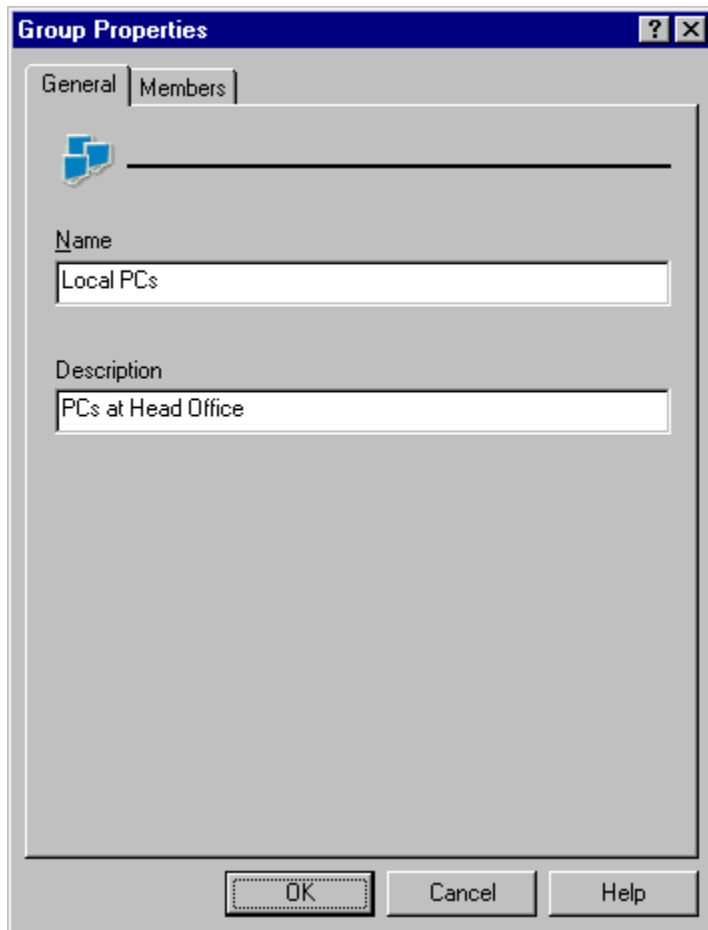 Group Properties
General Members
Name
Local PCs
Description
PCs at Head Office
OK Cancel Help